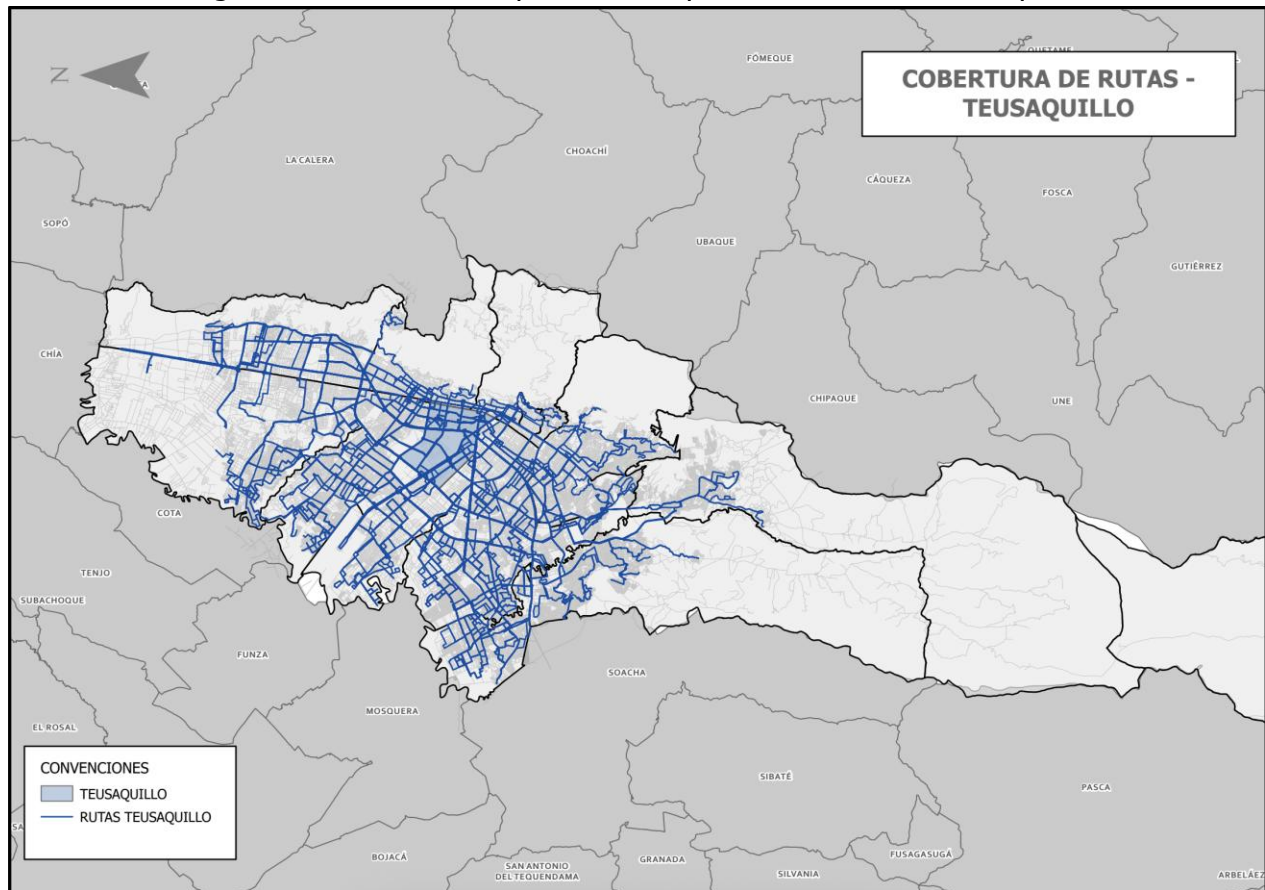 COBERTURA DE RUTAS -
TEUSAQUILLO
N
FÓMEQUE
QUETAME
LA CALERA
CHOACHÍ
CÁQUEZA
FOSCA
SOPÓ
UBAQUE
GUTIÉRREZ
CHÍA
CHIPAQUE
UNE
COTA
TENJO
SUBACHOQUE
FUNZA
SOACHA
MOSQUERA
EL ROSAL
SIBATÉ
PASCA
CONVENCIONES
TEUSAQUILLO
RUTAS TEUSAQUILLO
BOJACÁ
SAN ANTONIO
DEL TEQUENDAMA
GRANADA
SILVANIA
FUSAGASUGÁ
ARBELÁEZ